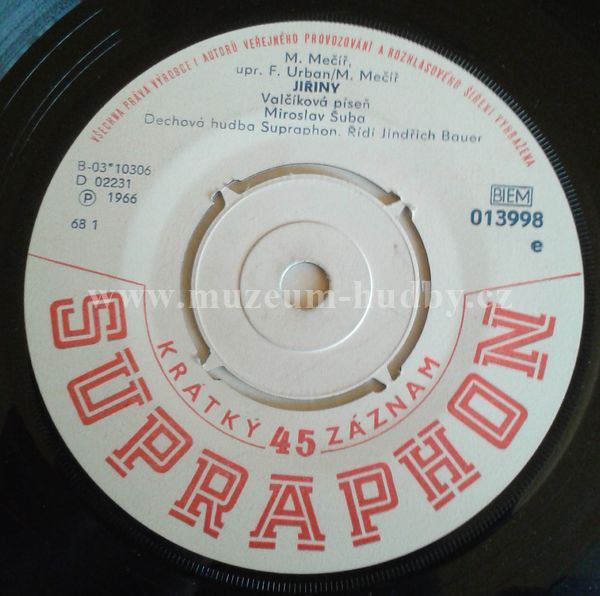 VŠECHNA PRÁVA VÝROBCE I AUTORŮ VEŘEJNÉHO PROVOZOVÁNÍ A ROZHLASOVÉHO ŠÍŘENÍ VYHRAŽENA
M. Mečíř,
upr. F. Urban/M. Mečíř
JIŘINY
Valčíková píseň
Miroslav Šuba
Dechová hudba Supraphon. Řídí Jindřich Bauer
B-03*10306
D 02231
Ⓟ 1966
68 1
BIEM
013998
e
www.muzeum-hudby.cz
KRÁTKÝ 45 ZÁZNAM
SUPRAPHON